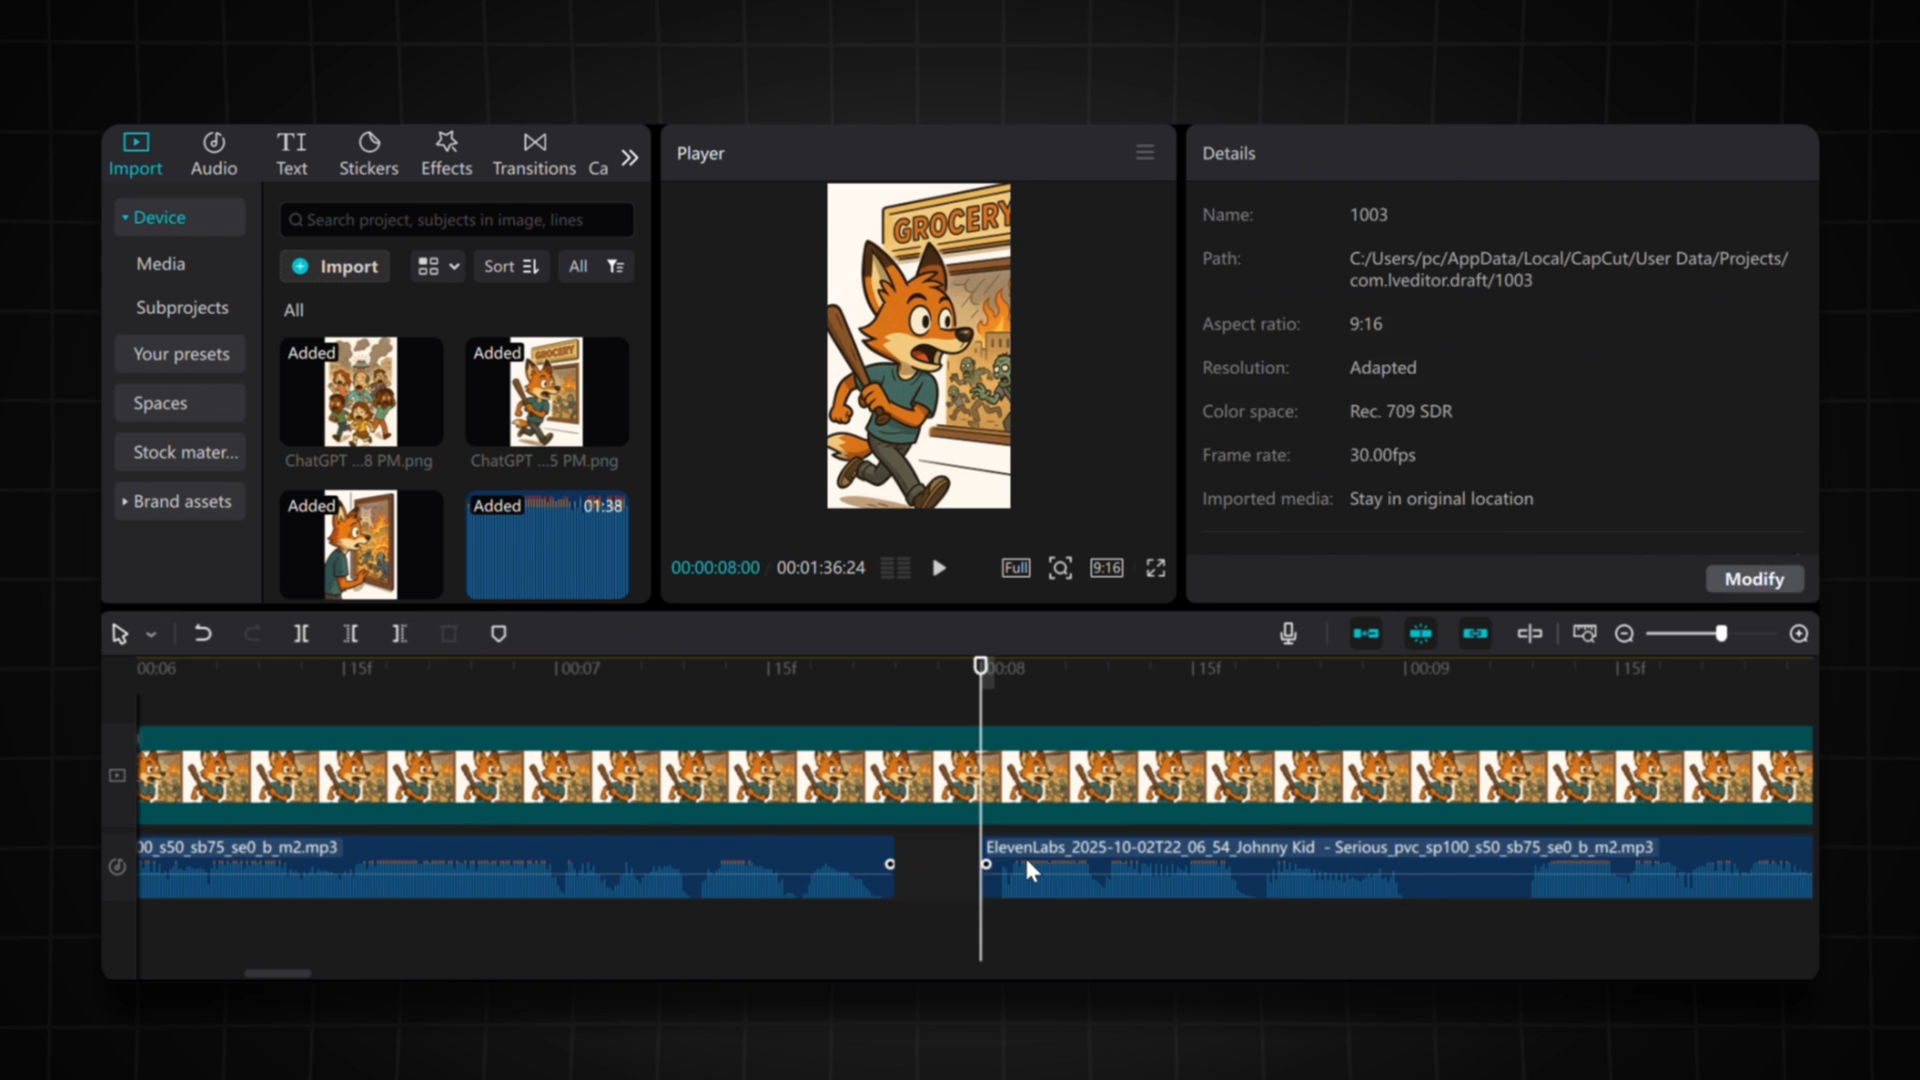 Import
Audio
TI
Text
Stickers
Effects
Transitions
Ca
Device
Media
Subprojects
Your presets
Spaces
Stock mater...
Brand assets
Search project, subjects in image, lines
Import
Sort
All
All
Added
ChatGPT ...8 PM.png
Added
GROCERY
ChatGPT ...5 PM.png
Added
Added
01:38
Player
GROCERY
00:00:08:00
00:01:36:24
Full
9:16
Details
Name:
1003
Path:
C:/Users/pc/AppData/Local/CapCut/User Data/Projects/
com.lveditor.draft/1003
Aspect ratio:
9:16
Resolution:
Adapted
Color space:
Rec. 709 SDR
Frame rate:
30.00fps
Imported media:
Stay in original location
Modify
00:06
15f
00:07
15f
00:08
15f
00:09
15f
00_s50_sb75_se0_b_m2.mp3
ElevenLabs_2025-10-02T22_06_54_Johnny Kid - Serious_pvc_sp100_s50_sb75_se0_b_m2.mp3